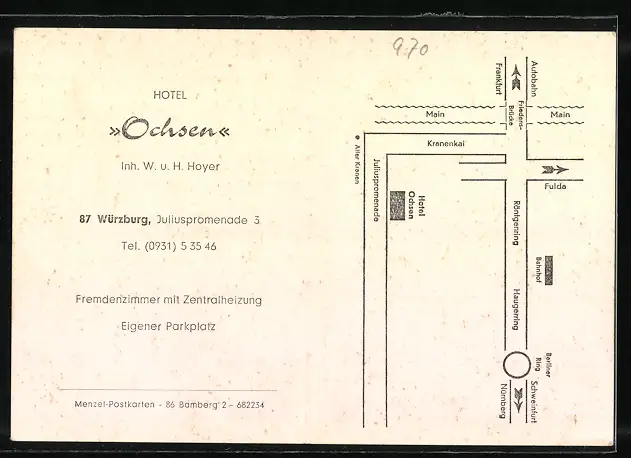 9.70
HOTEL
»Ochsen«
Inh. W. u. H. Hoyer
87 Würzburg, Juliuspromenade 3
Tel. (0931) 5 35 46
Fremdenzimmer mit Zentralheizung
Eigener Parkplatz
Menzel-Postkarten - 86 Bamberg 2 - 682234
Frankfurt
Autobahn
Main
Friedens-
Brücke
Main
Kranenkai
Alter Kranen
Juliuspromenade
Hotel
Ochsen
Fulda
Röntgenring
Bahnhof
Haugerring
Berliner
Ring
Nürnberg
Schweinfurt